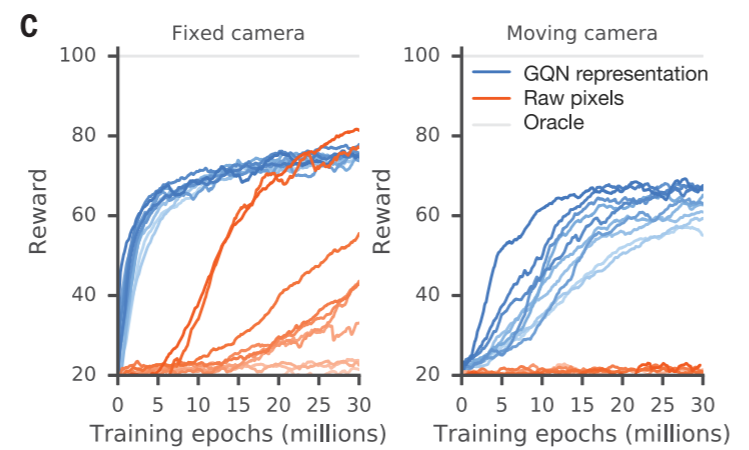 C
Fixed camera
Moving camera
100
80
60
40
20
Reward
0 5 10 15 20 25 30
Training epochs (millions)
100
80
60
40
20
Reward
GQN representation
Raw pixels
Oracle
0 5 10 15 20 25 30
Training epochs (millions)